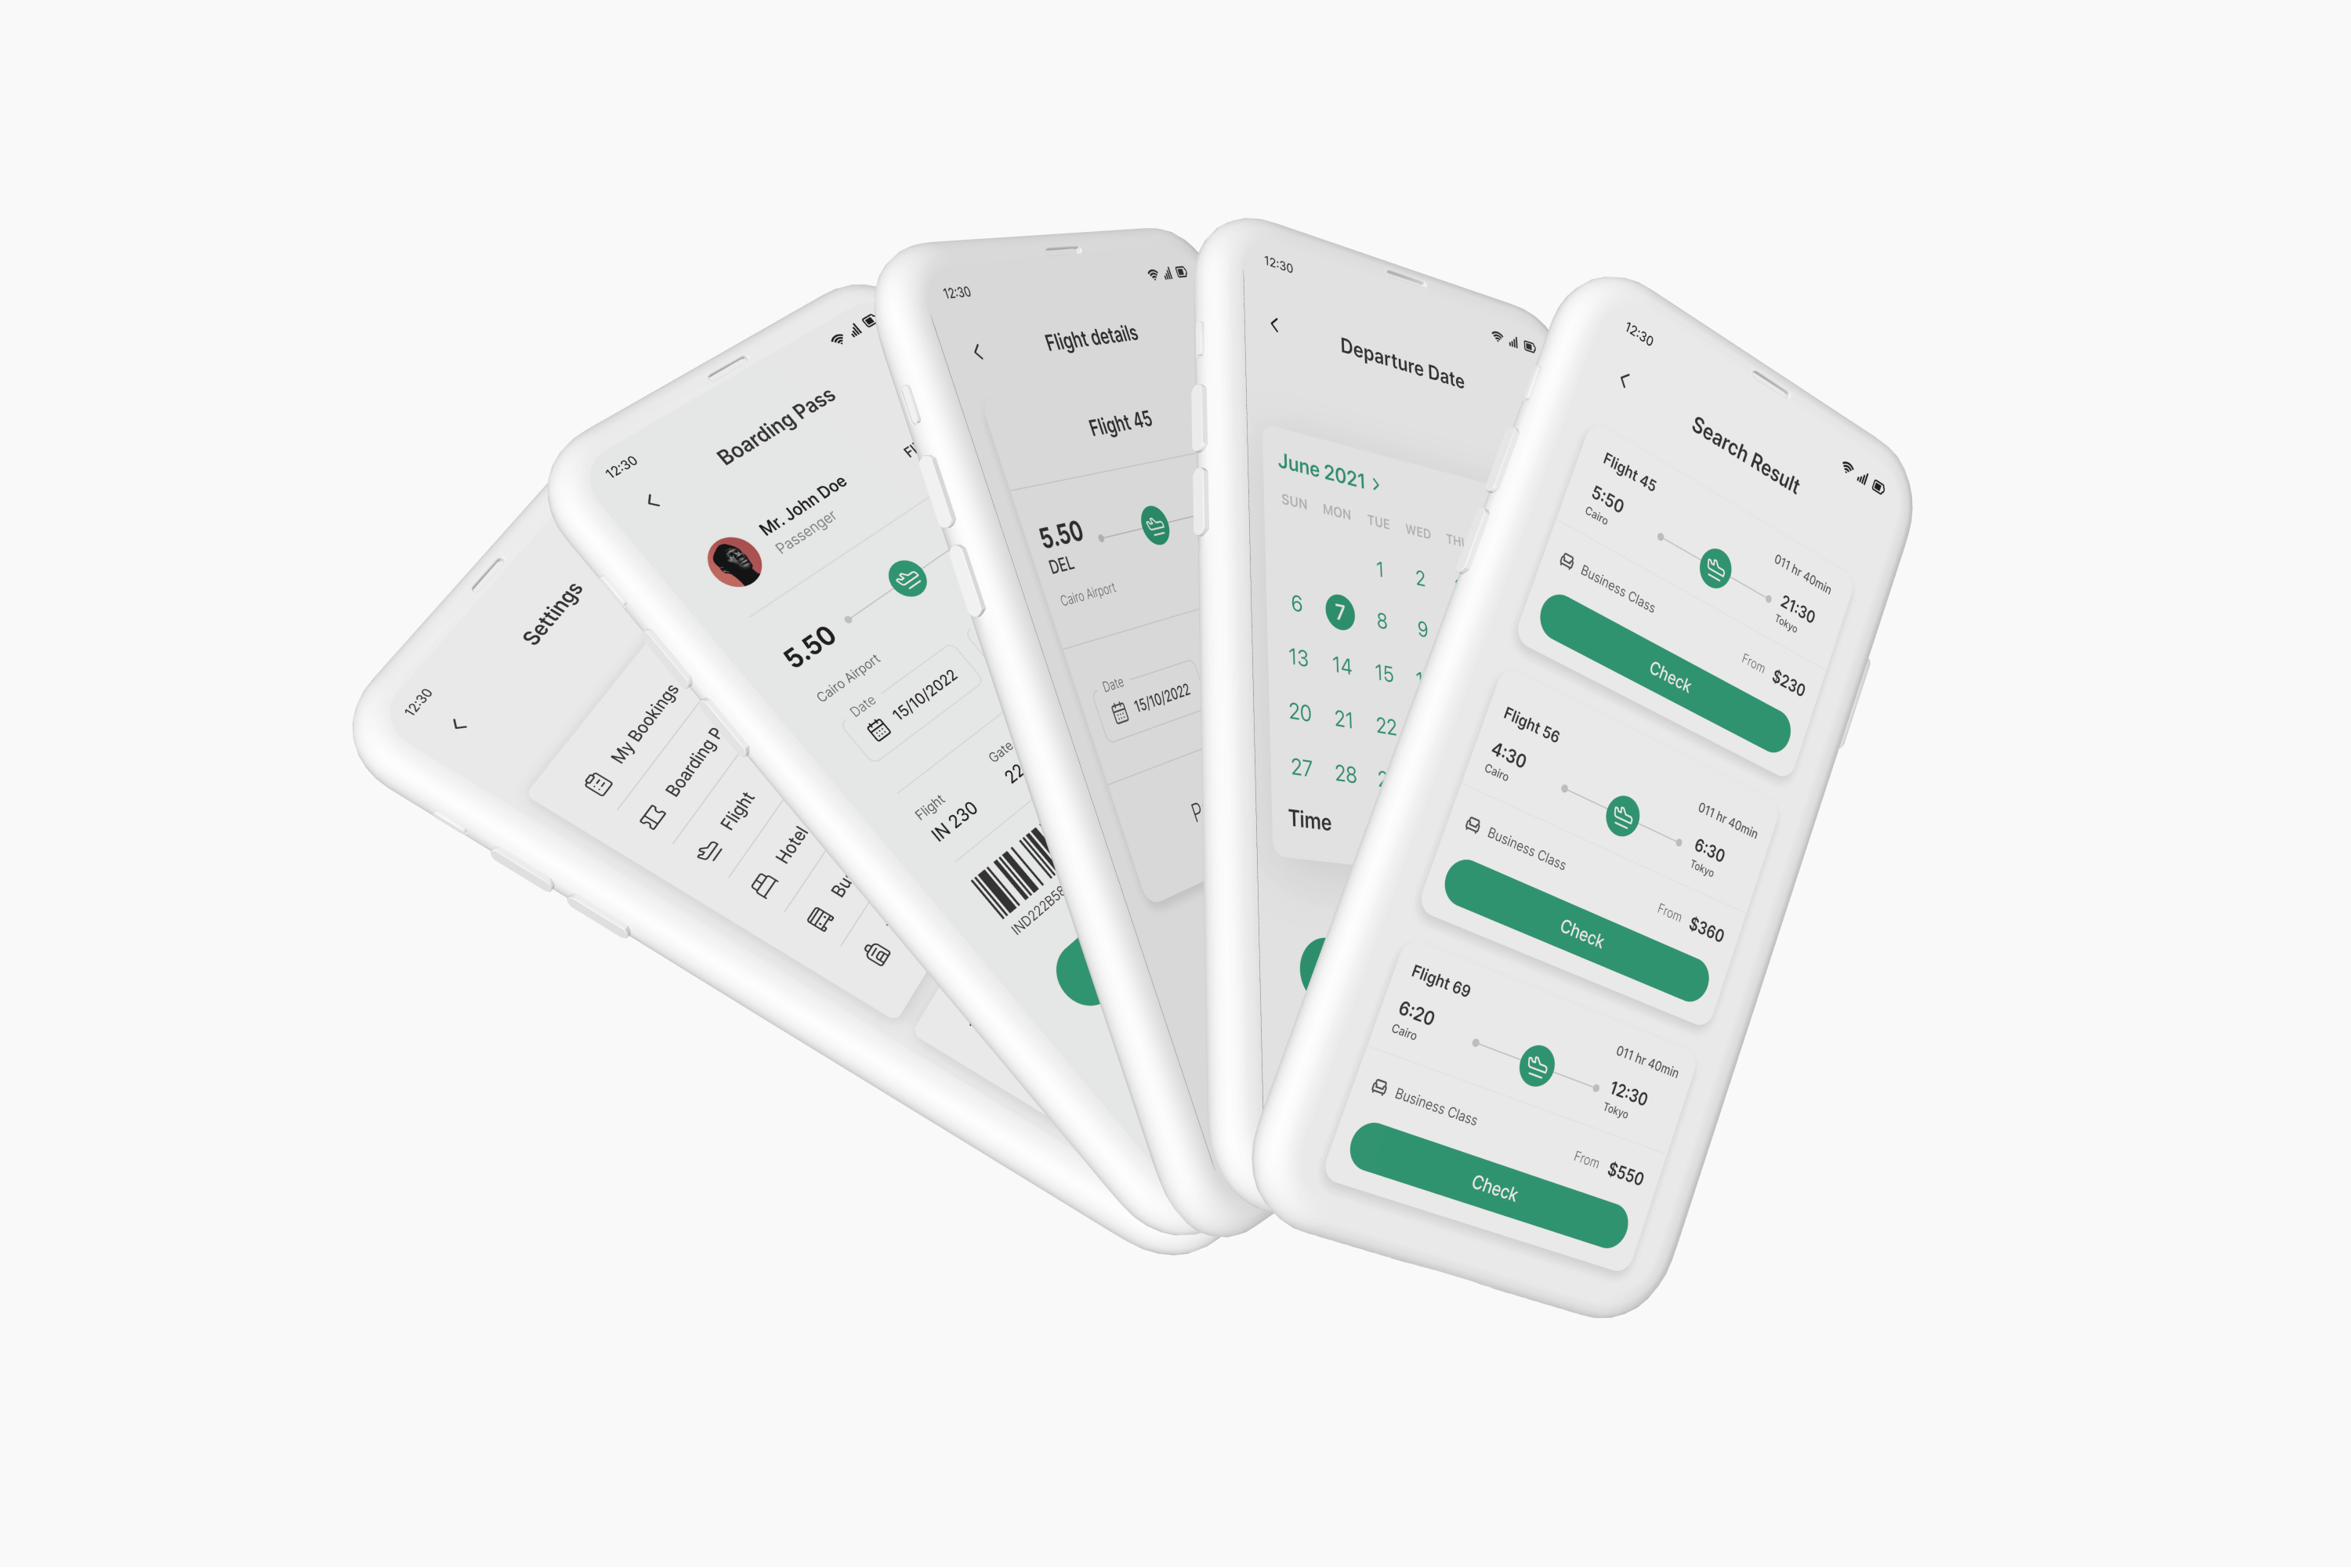 12:30
Settings
My Bookings
Boarding P
Flight
Hotel
Bu
12:30
Boarding Pass
Mr. John Doe
Passenger
Fl
5.50
Cairo Airport
Date
15/10/2022
Flight
IN 230
Gate
22
IND222B58
12:30
Flight details
Flight 45
5.50
DEL
Cairo Airport
Date
15/10/2022
P
12:30
Departure Date
June 2021 >
SUN MON TUE WED THU
1 2
6 7 8 9
13 14 15 1
20 21 22
27 28 2
Time
12:30
Search Result
Flight 45
5:50
Cairo
011 hr 40min
21:30
Tokyo
Business Class
From $230
Check
Flight 56
4:30
Cairo
011 hr 40min
6:30
Tokyo
Business Class
From $360
Check
Flight 69
6:20
Cairo
011 hr 40min
12:30
Tokyo
Business Class
From $550
Check